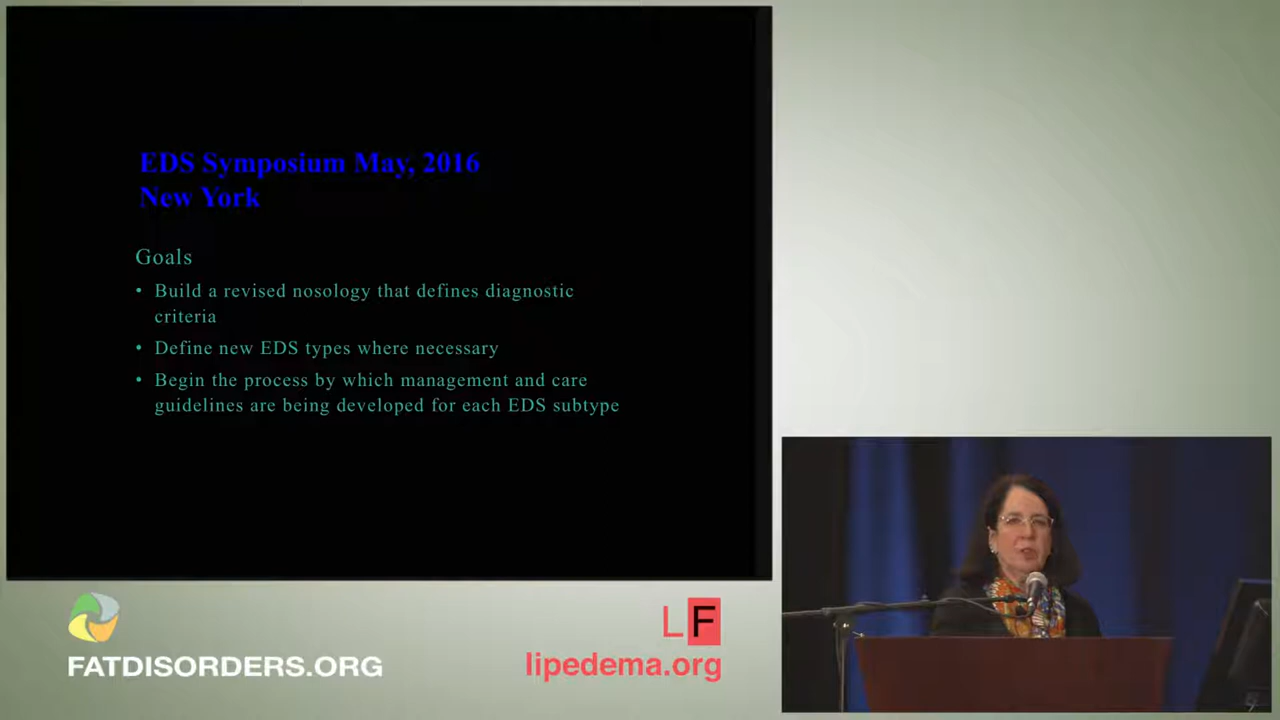 EDS Symposium May, 2016
New York
Goals
• Build a revised nosology that defines diagnostic
criteria
• Define new EDS types where necessary
• Begin the process by which management and care
guidelines are being developed for each EDS subtype
FATDISORDERS.ORG
LF
lipedema.org